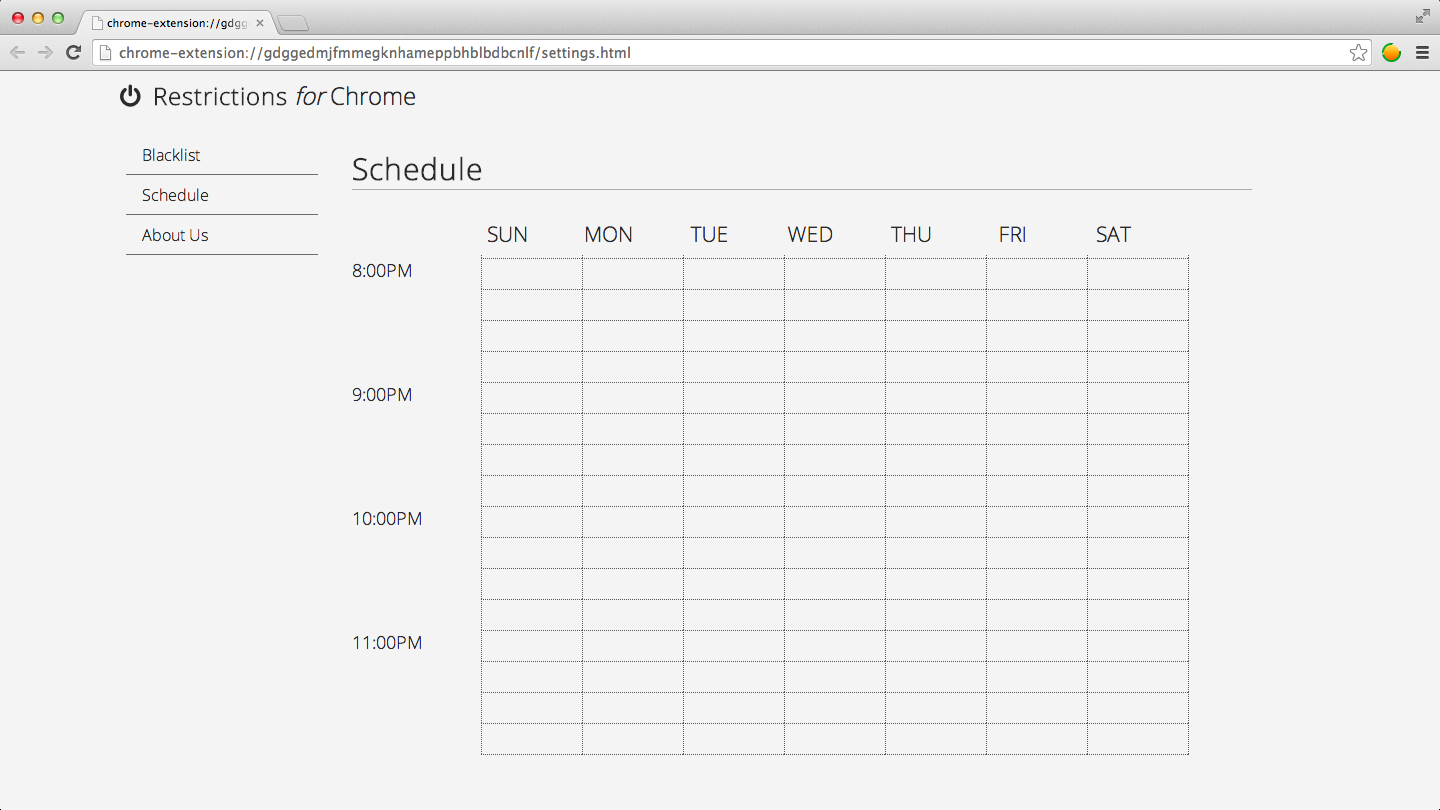 chrome-extension://gdgg
chrome-extension://gdggedmjfmmegknhameppbhblbdbcnlf/settings.html
Restrictions for Chrome
Blacklist
Schedule
About Us
Schedule
SUN MON TUE WED THU FRI SAT
8:00PM
9:00PM
10:00PM
11:00PM